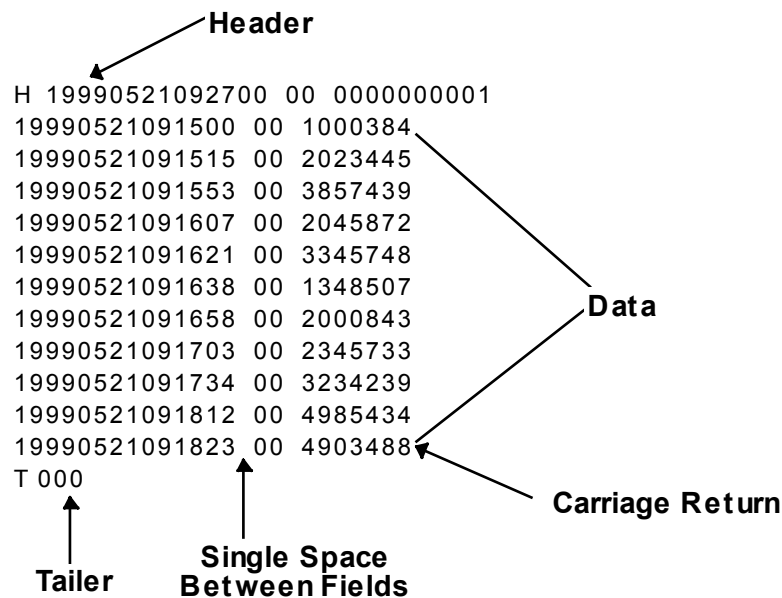 Header
H 19990521092700 00 0000000001
19990521091500 00 1000384
19990521091515 00 2023445
19990521091553 00 3857439
19990521091607 00 2045872
19990521091621 00 3345748
19990521091638 00 1348507
19990521091658 00 2000843
19990521091703 00 2345733
19990521091734 00 3234239
19990521091812 00 4985434
19990521091823 00 4903488
T 000
Data
Carriage Return
Single Space
Between Fields
Tailer